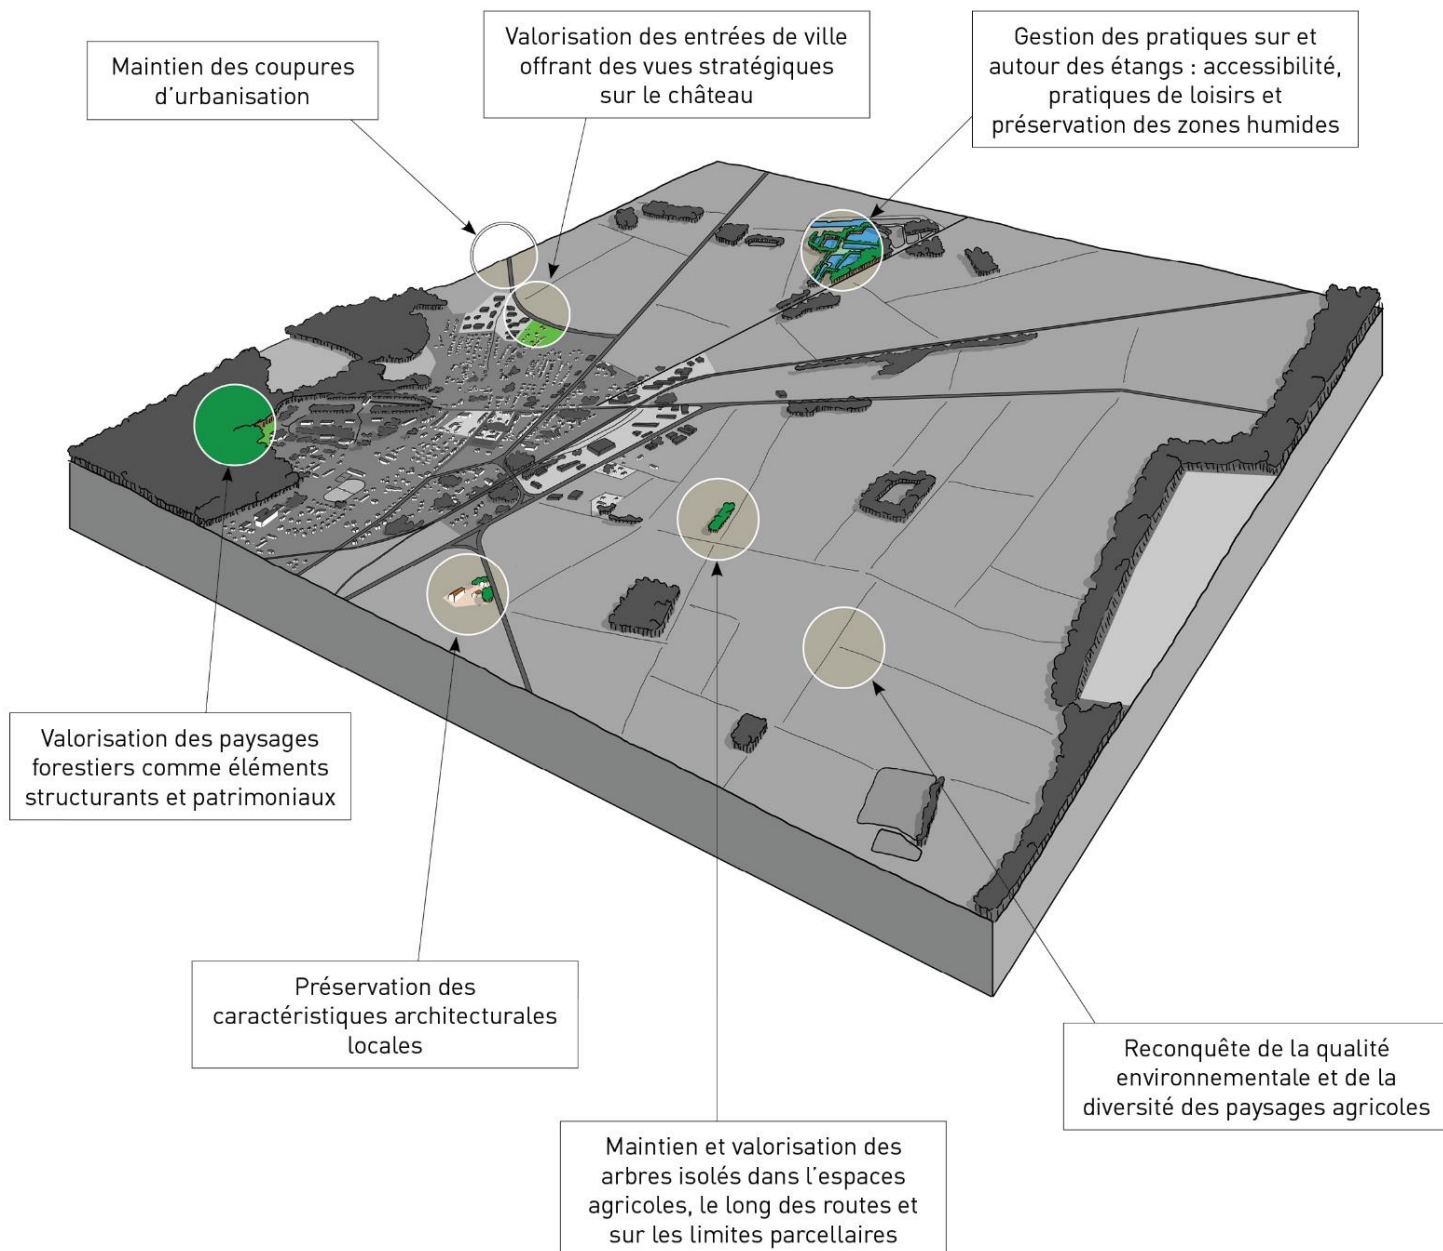 Maintien des coupures
d'urbanisation
Valorisation des entrées de ville
offrant des vues stratégiques
sur le château
Gestion des pratiques sur et
autour des étangs : accessibilité,
pratiques de loisirs et
préservation des zones humides
Valorisation des paysages
forestiers comme éléments
structurants et patrimoniaux
Préservation des
caractéristiques architecturales
locales
Maintien et valorisation des
arbres isolés dans l'espaces
agricoles, le long des routes et
sur les limites parcellaires
Reconquête de la qualité
environnementale et de la
diversité des paysages agricoles